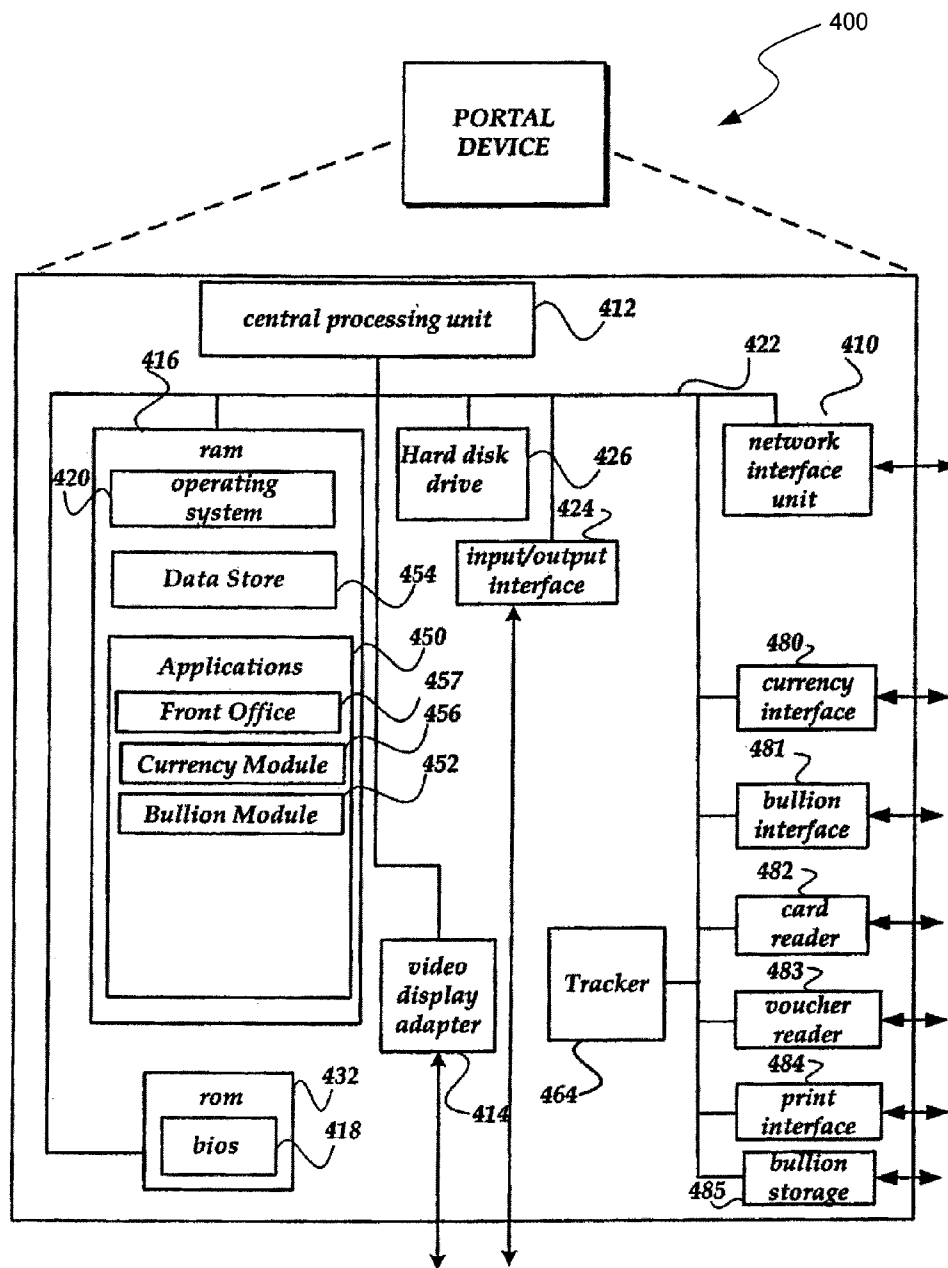 400
PORTAL
DEVICE
central processing unit
412
416
422
410
ram
420
operating
system
Hard disk
drive
426
network
interface
unit
424
input/output
interface
Data Store
454
450
Applications
457
Front Office
456
Currency Module
452
Bullion Module
480
currency
interface
481
bullion
interface
482
card
reader
video
display
adapter
414
Tracker
464
483
voucher
reader
484
print
interface
bullion
storage
485
rom
432
bios
418